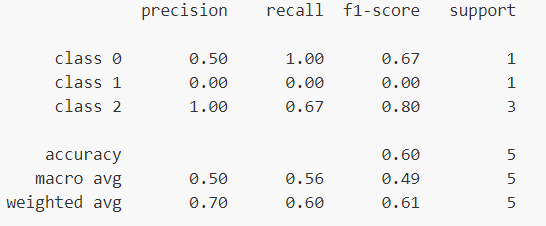 precision recall f1-score support
class 0 0.50 1.00 0.67 1
class 1 0.00 0.00 0.00 1
class 2 1.00 0.67 0.80 3
accuracy 0.60 5
macro avg 0.50 0.56 0.49 5
weighted avg 0.70 0.60 0.61 5